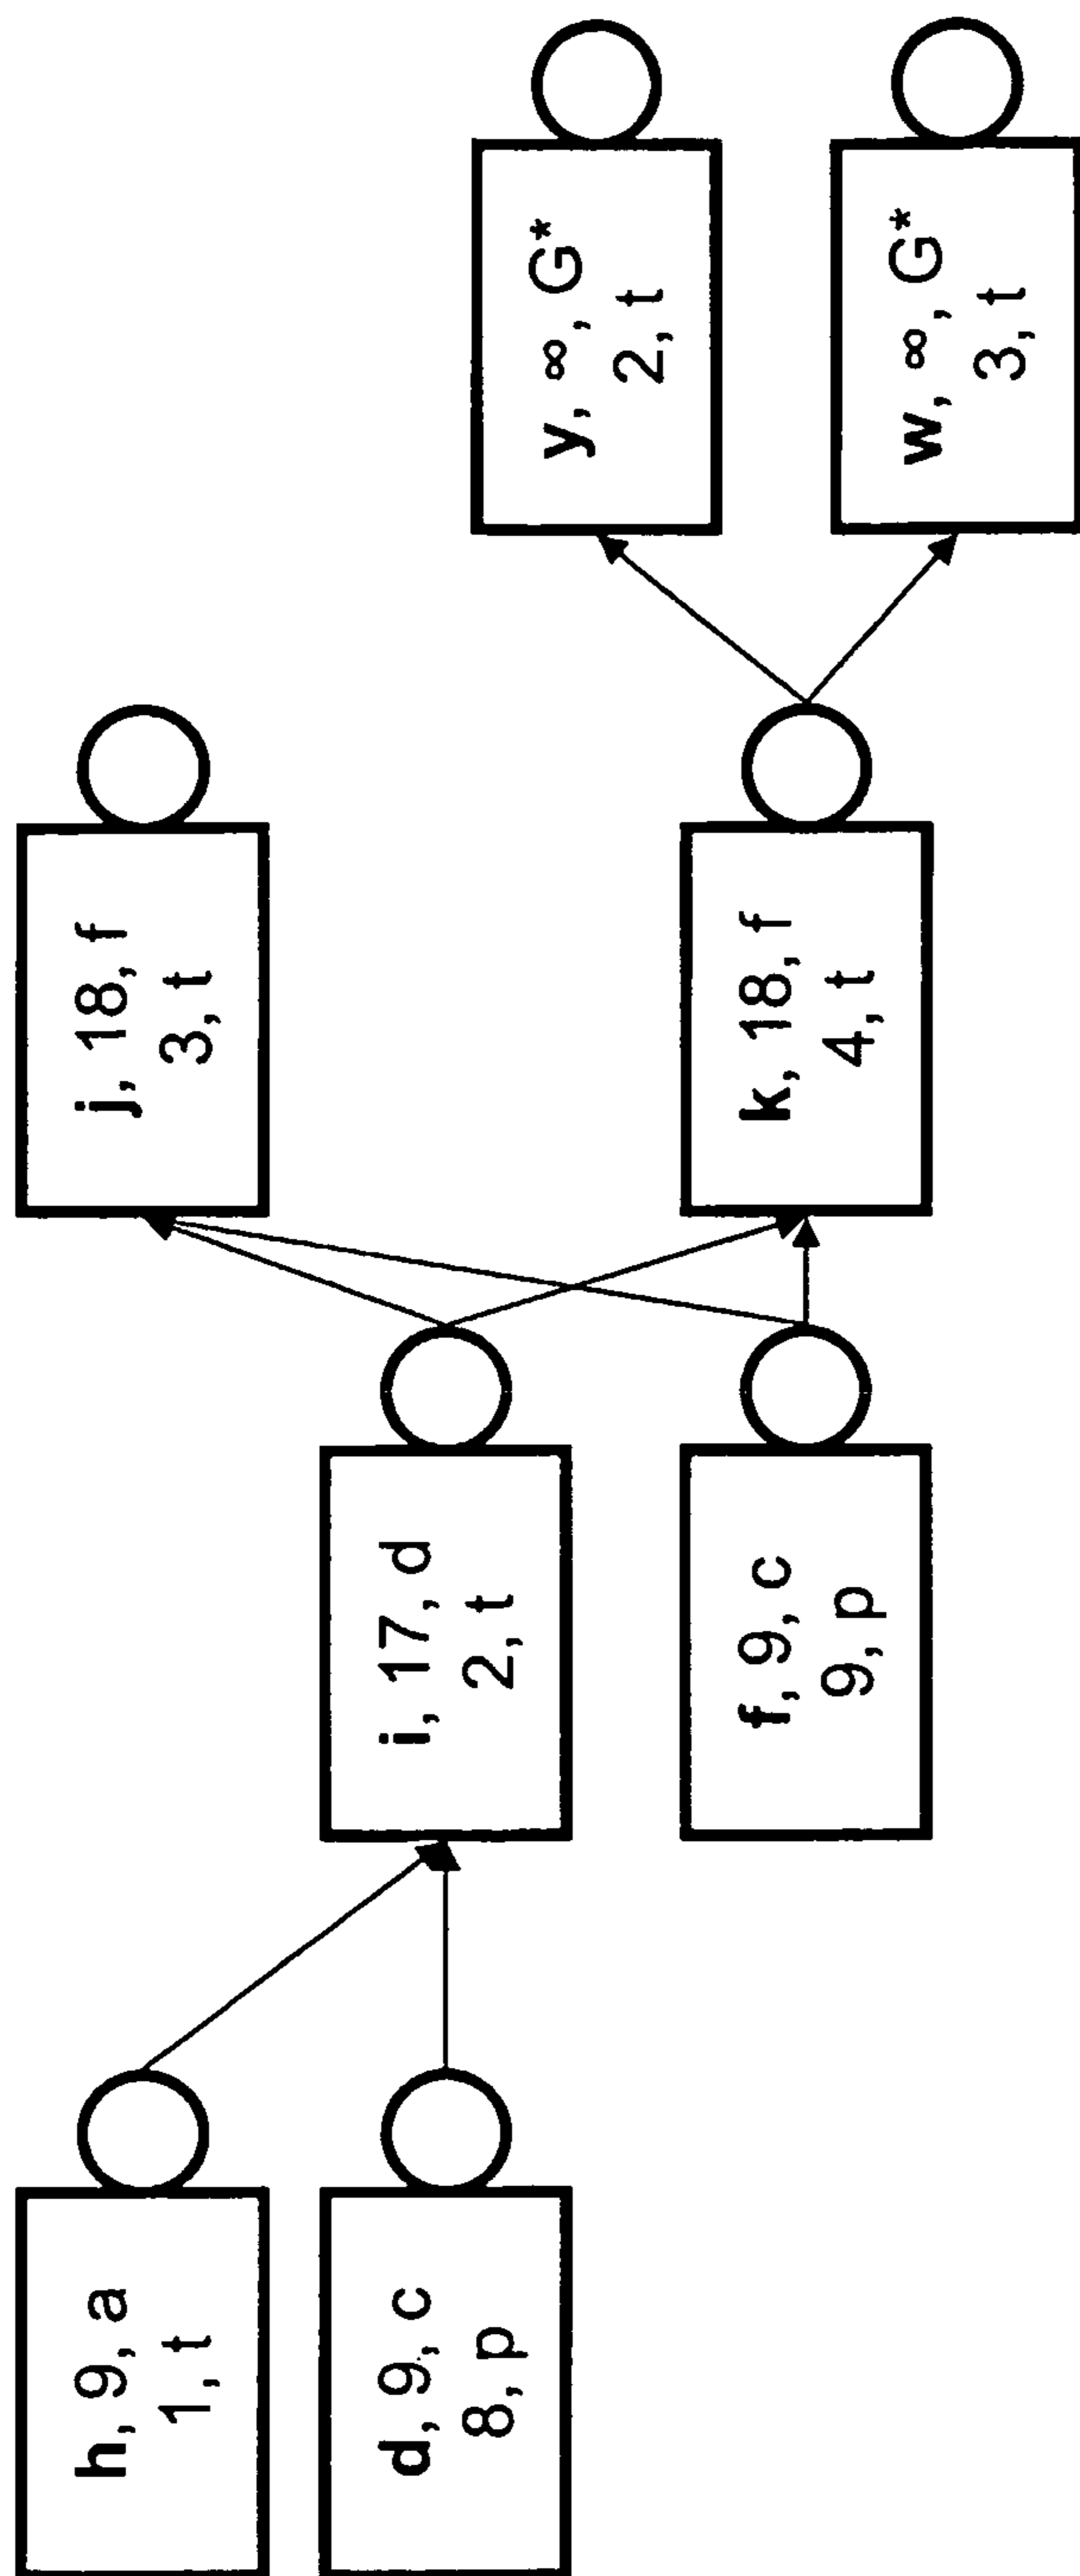 h, 9, a
1, t
d, 9, c
8, p
i, 17, d
2, t
f, 9, c
9, p
j, 18, f
3, t
k, 18, f
4, t
y, ∞, G*
2, t
w, ∞, G*
3, t